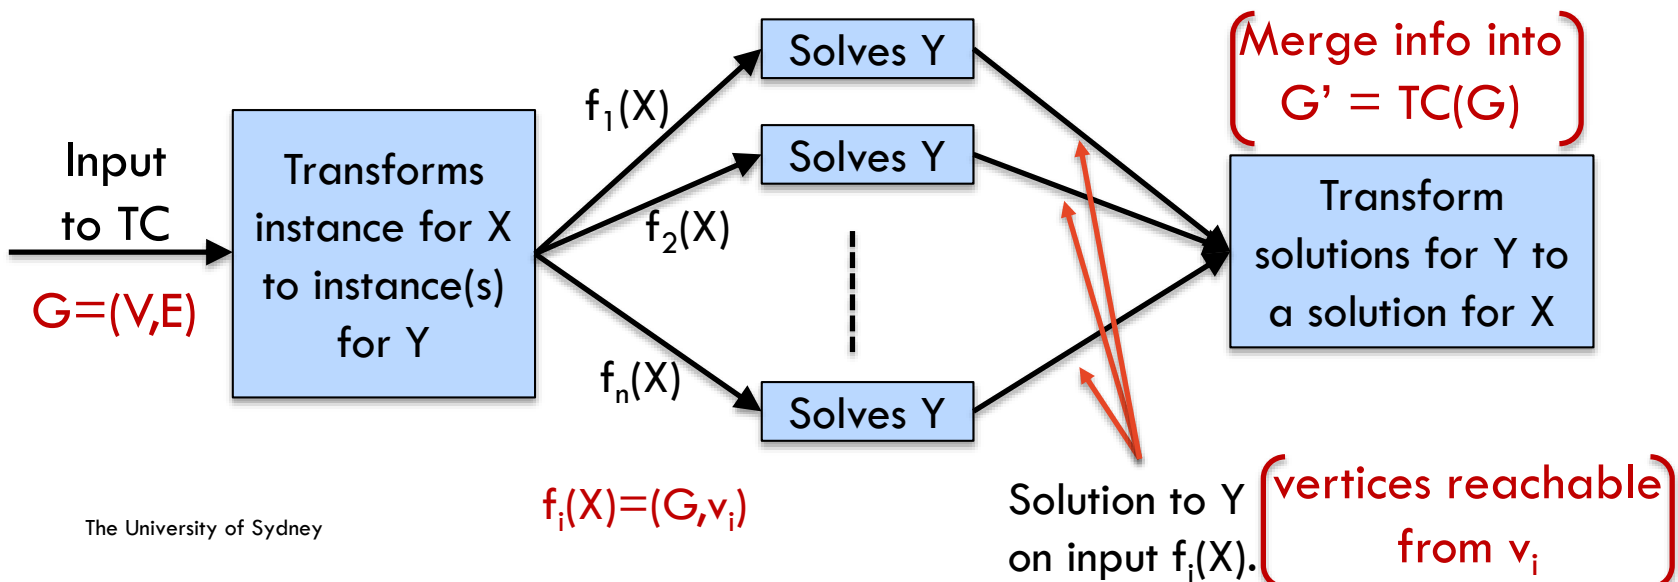 Input
to TC
G=(V,E)
Transforms
instance for X
to instance(s)
for Y
f₁(X)
f₂(X)
fₙ(X)
Solves Y
Solves Y
Solves Y
fᵢ(X)=(G,vᵢ)
Merge info into
G’ = TC(G)
Transform
solutions for Y to
a solution for X
Solution to Y
on input fᵢ(X).
vertices reachable
from vᵢ
The University of Sydney